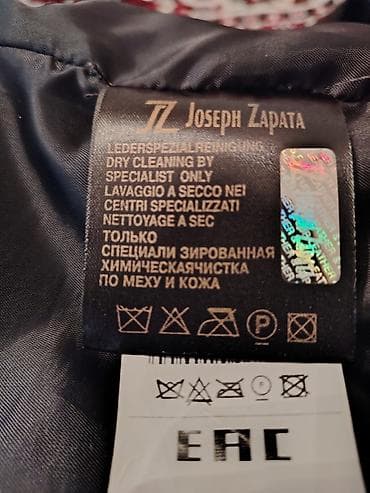 JZ JOSEPH ZAPATA
LEDERSPEZIALREINIGUNG
DRY CLEANING BY
SPECIALIST ONLY
LAVAGGIO A SECCO NEI
CENTRI SPECIALIZZATI
NETTOYAGE A SEC
ТОЛЬКО
СПЕЦИАЛИ ЗИРОВАННАЯ
ХИМИЧЕСКАЯЧИСТКА
ПО МЕХУ И КОЖА
P
EAC